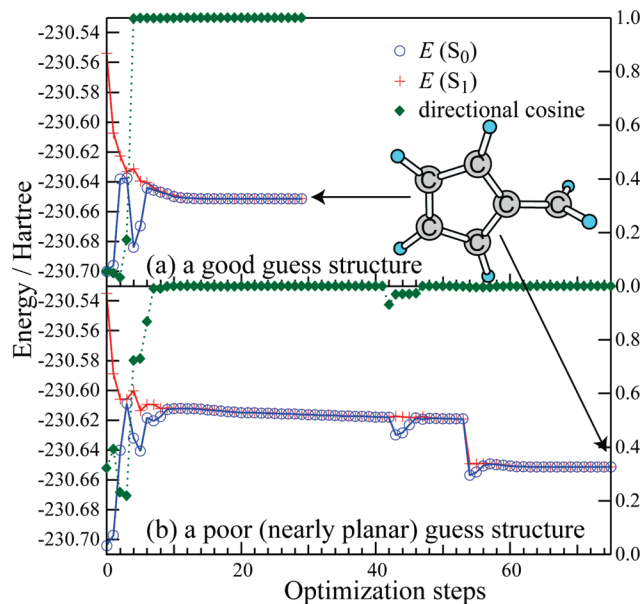 -230.54
-230.56
-230.58
-230.60
-230.62
-230.64
-230.66
-230.68
-230.70
1.0
0.8
0.6
0.4
0.2
E (S0)
E (S1)
directional cosine
C
C
C
C
C
C
(a) a good guess structure
Energy / Hartree
-230.54
-230.56
-230.58
-230.60
-230.62
-230.64
-230.66
-230.68
-230.70
0.0
0.8
0.6
0.4
0.2
0.0
(b) a poor (nearly planar) guess structure
0
20
40
60
Optimization steps